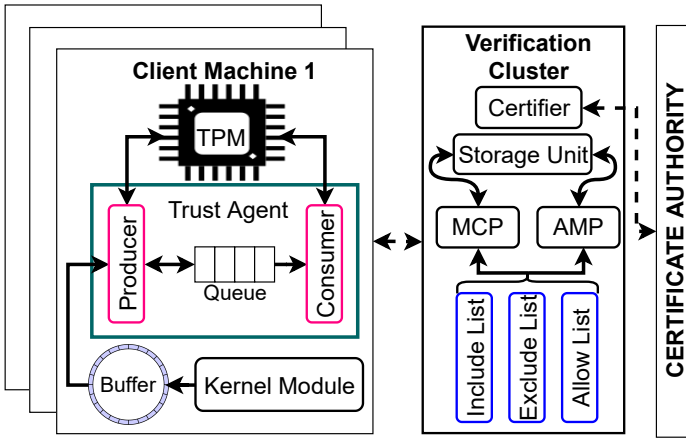 Client Machine 1
TPM
Trust Agent
Producer
Queue
Consumer
Buffer
Kernel Module
Verification
Cluster
Certifier
Storage Unit
MCP
AMP
Include List
Exclude List
Allow List
CERTIFICATE AUTHORITY